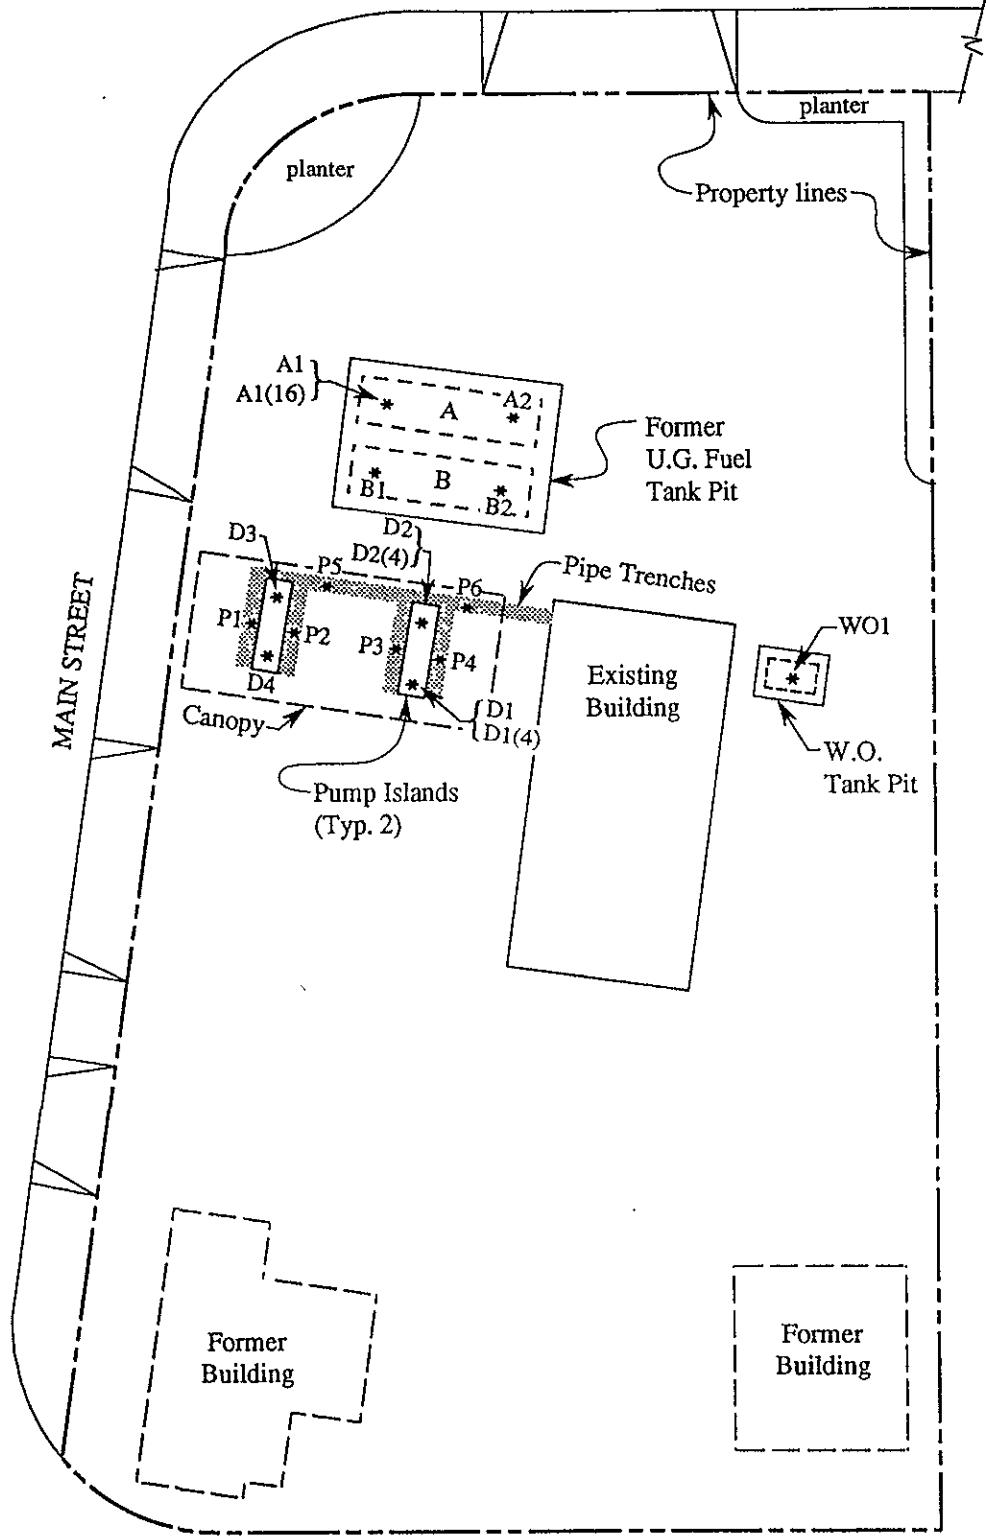 N
planter
planter
Property lines
A1
A1(16)
A2
A
B
B1
B2
Former
U.G. Fuel
Tank Pit
D3
D2
D2(4)
P5
P6
Pipe Trenches
P1
P2
P3
P4
D4
WO1
Existing
Building
MAIN STREET
Canopy
D1
D1(4)
W.O.
Tank Pit
Pump Islands
(Typ. 2)
Former
Building
Former
Building